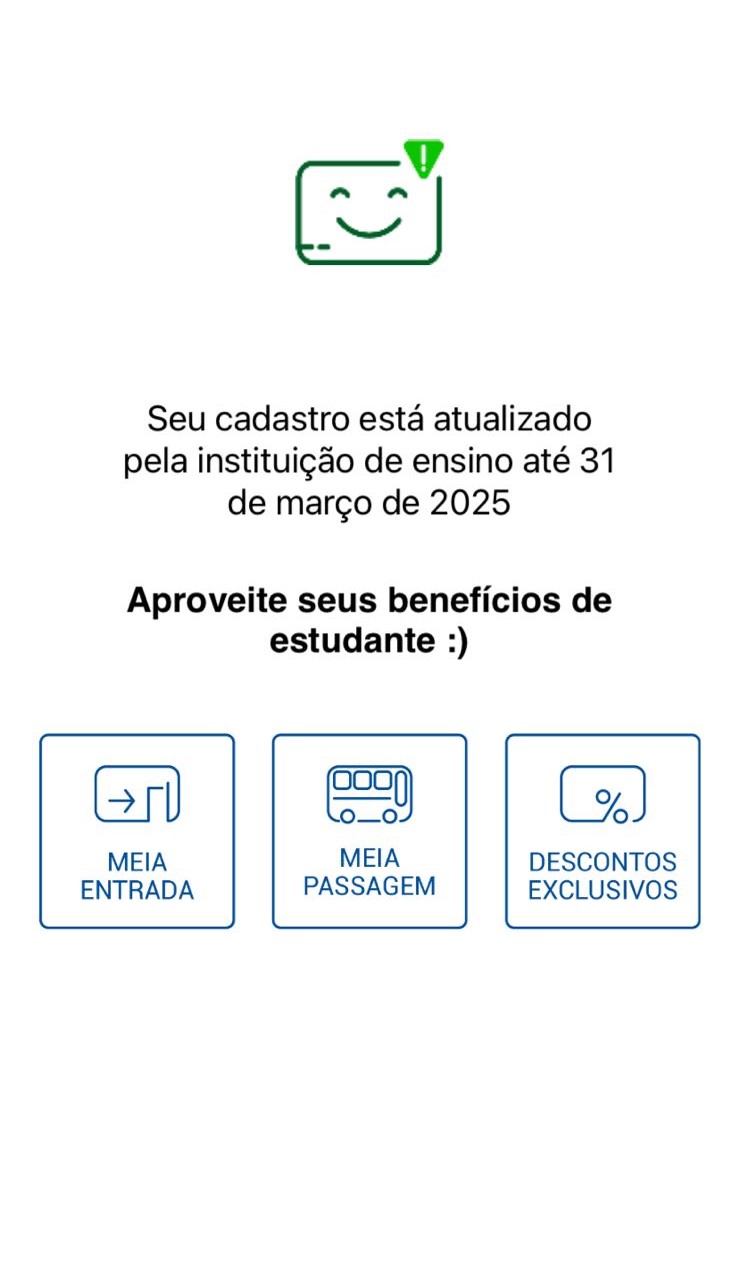 Seu cadastro está atualizado
pela instituição de ensino até 31
de março de 2025
Aproveite seus benefícios de
estudante :)
MEIA
ENTRADA
MEIA
PASSAGEM
DESCONTOS
EXCLUSIVOS